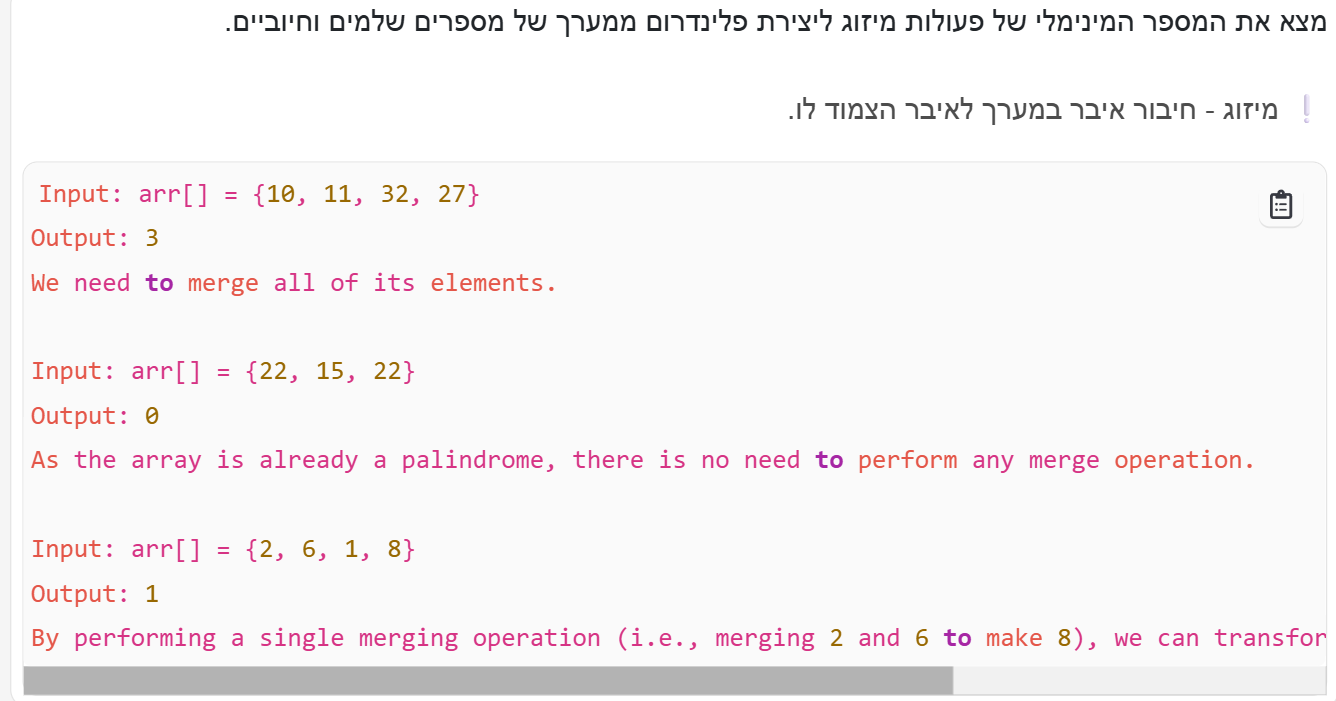 מצא את המספר המינימלי של פעולות מיזוג ליצירת פלינדרום ממערך של מספרים שלמים וחיוביים.
❕ מיזוג - חיבור איבר במערך לאיבר הצמוד לו.
Input: arr[] = {10, 11, 32, 27}
Output: 3
We need to merge all of its elements.
Input: arr[] = {22, 15, 22}
Output: 0
As the array is already a palindrome, there is no need to perform any merge operation.
Input: arr[] = {2, 6, 1, 8}
Output: 1
By performing a single merging operation (i.e., merging 2 and 6 to make 8), we can transfor